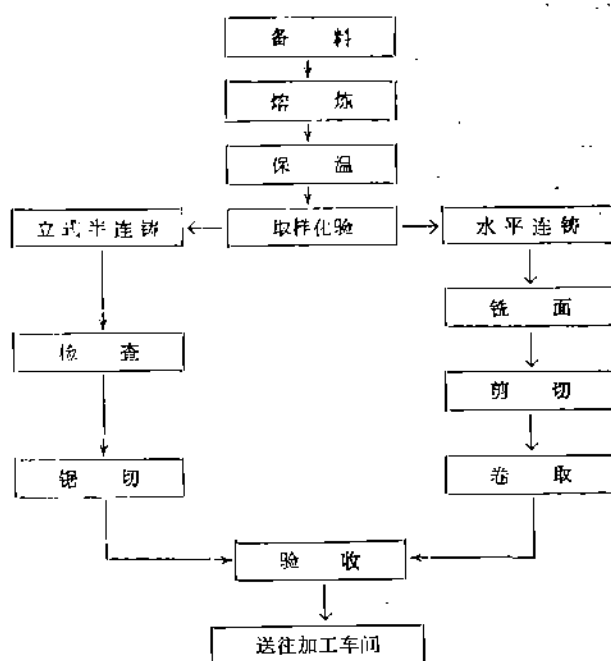 备料
熔炼
保温
立式半连铸
取样化验
水平连铸
铣面
检查
剪切
锯切
卷取
验收
送往加工车间